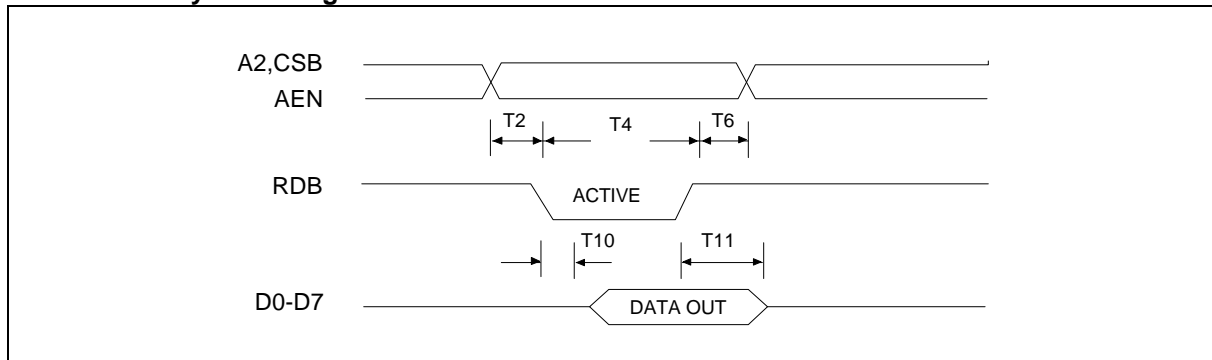 A2,CSB
AEN
T2 T4 T6
RDB
ACTIVE
T10 T11
D0-D7
DATA OUT